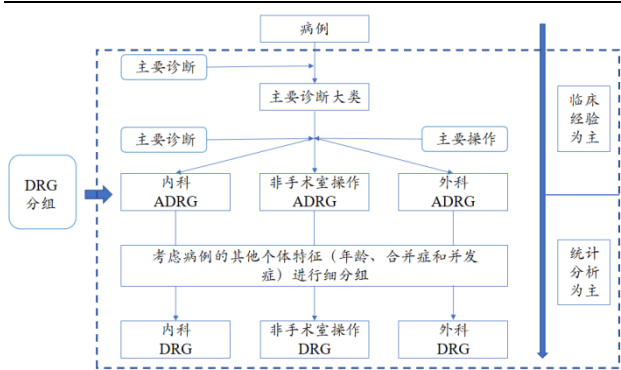 病例
主要诊断
主要诊断大类
临床
经验
为主
主要诊断
主要操作
DRG
分组
内科
ADRG
非手术室操作
ADRG
外科
ADRG
考虑病例的其他个体特征（年龄、合并症和并发
症）进行细分组
统计
分析
为主
内科
DRG
非手术室操作
DRG
外科
DRG